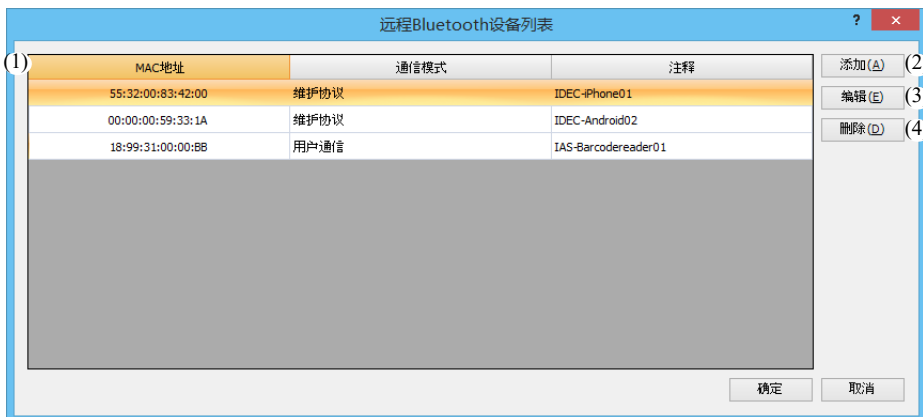 远程Bluetooth设备列表 ? ×
(1) MAC地址 通信模式 注释 添加(A) (2
55:32:00:83:42:00 维护协议 IDEC-iPhone01 编辑(E) (3
00:00:00:59:33:1A 维护协议 IDEC-Android02 删除(D) (4
18:99:31:00:00:BB 用户通信 IAS-Barcodereader01
确定 取消